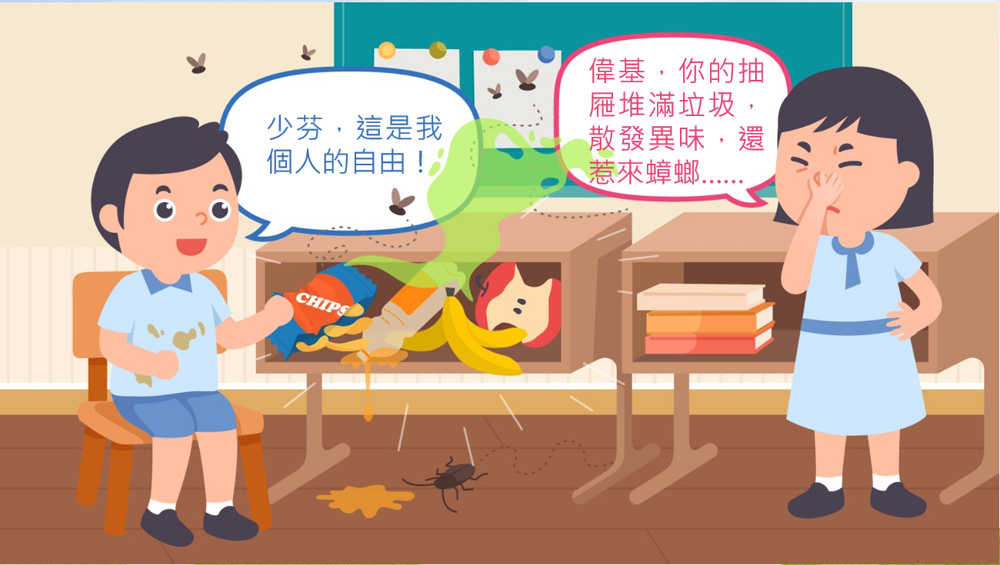 少芬，這是我
個人的自由！
偉基，你的抽
屜堆滿垃圾，
散發異味，還
惹來蟑螂......
CHIPS